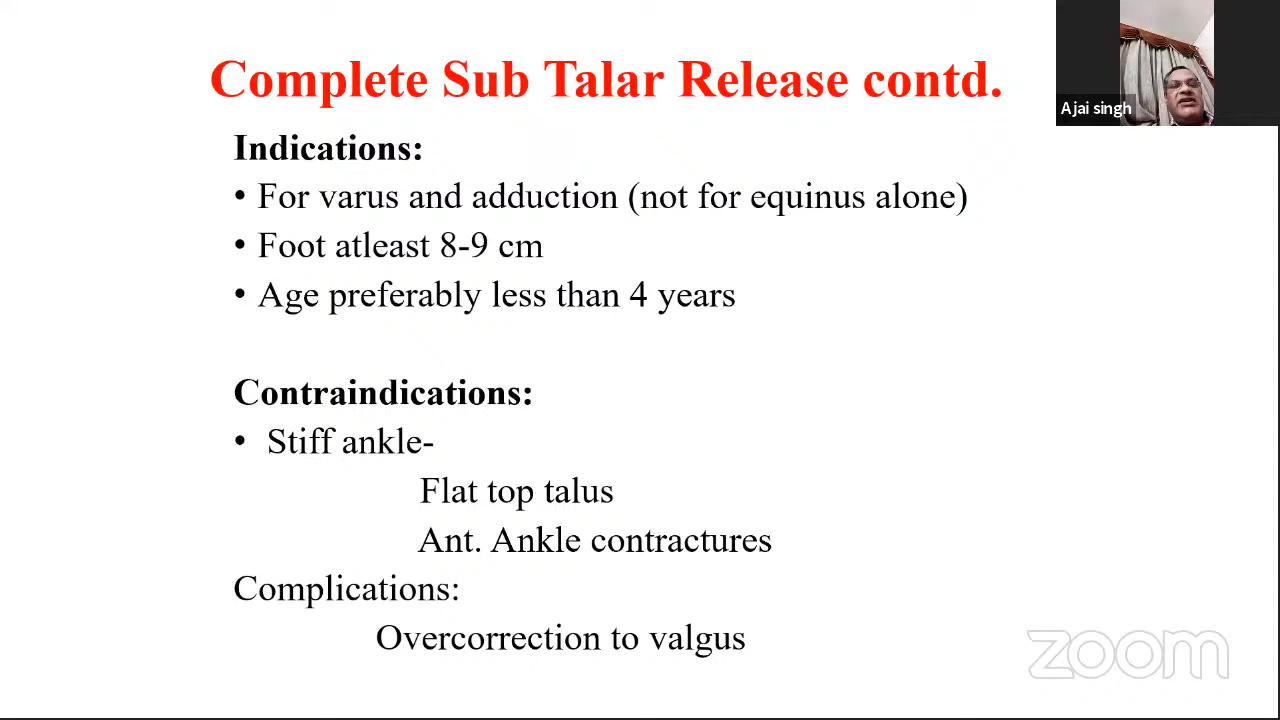 Complete Sub Talar Release contd.
Ajai singh
Indications:
• For varus and adduction (not for equinus alone)
• Foot atleast 8-9 cm
• Age preferably less than 4 years
Contraindications:
• Stiff ankle-
Flat top talus
Ant. Ankle contractures
Complications:
Overcorrection to valgus
zoom